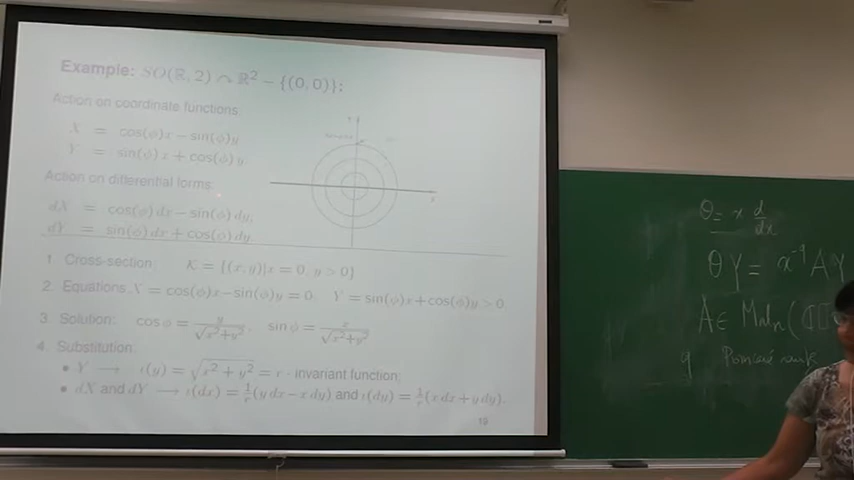 Example: SO(ℝ, 2) ↷ ℝ² − {(0, 0)};
Action on coordinate functions:
X = cos(φ)x − sin(φ)y
Y = sin(φ) x + cos(φ) y
Action on differential forms:
dX = cos(φ) dx − sin(φ) dy,
dY = sin(φ) dx + cos(φ) dy
1. Cross-section: K = {(x, y)|x = 0, y > 0}
2. Equations X = cos(φ)x−sin(φ)y = 0, Y = sin(φ)x+cos(φ)y > 0
3. Solution: cos φ = y/√(x²+y²), sin φ = x/√(x²+y²)
4. Substitution:
• Y ⟶ ι(y) = √(x² + y²) = r - invariant function;
• dX and dY ⟶ ι(dx) = 1/r (y dx − x dy) and ι(dy) = 1/r (x dx + y dy).
19
θ = x d/dx
θY = x⁻q A Y
A ∈ Matn (
q Poincaré rank